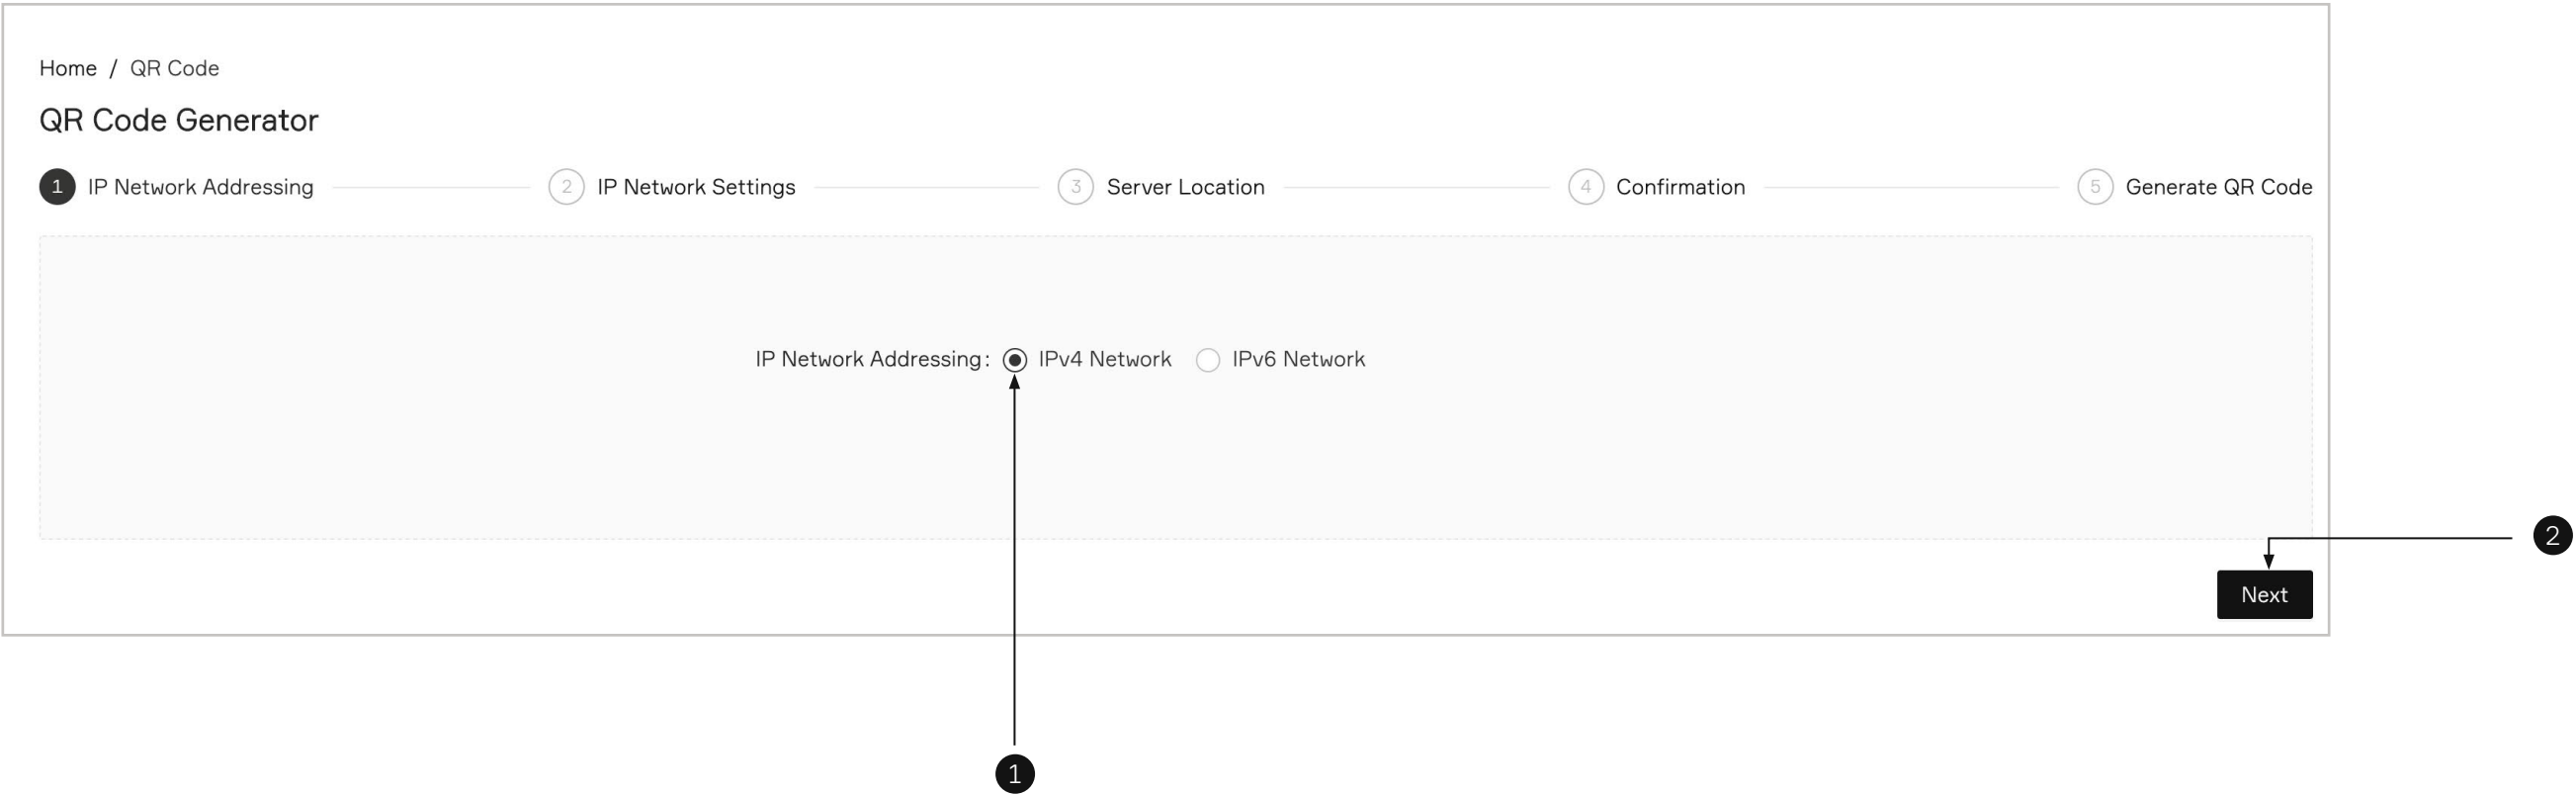 Home / QR Code
QR Code Generator
1 IP Network Addressing 2 IP Network Settings 3 Server Location 4 Confirmation 5 Generate QR Code
IP Network Addressing: IPv4 Network IPv6 Network
2
Next
1